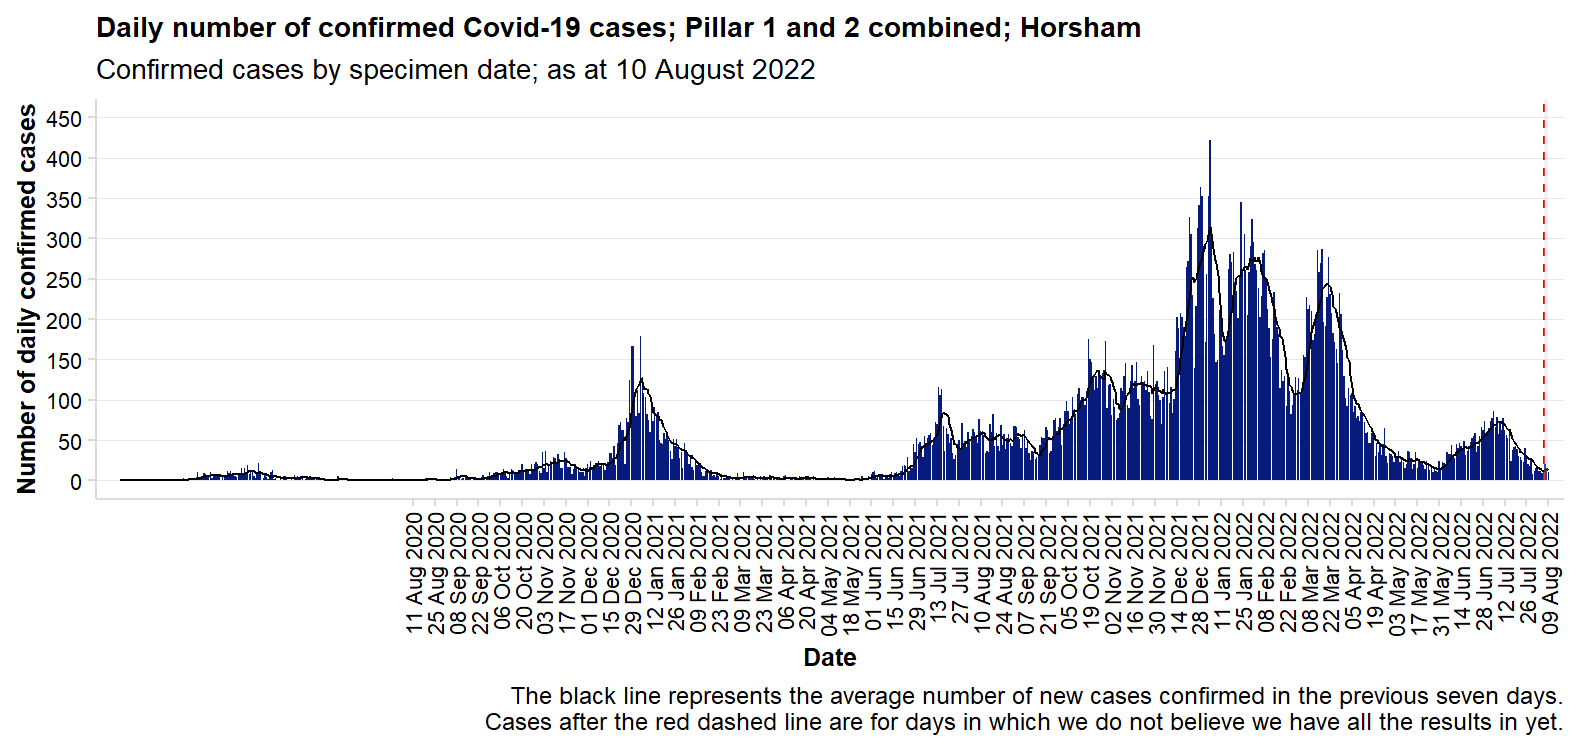 Daily number of confirmed Covid-19 cases; Pillar 1 and 2 combined; Horsham
Confirmed cases by specimen date; as at 10 August 2022
Number of daily confirmed cases
450
400
350
300
250
200
150
100
50
0
11 Aug 2020
25 Aug 2020
08 Sep 2020
22 Sep 2020
06 Oct 2020
20 Oct 2020
03 Nov 2020
17 Nov 2020
01 Dec 2020
15 Dec 2020
29 Dec 2020
12 Jan 2021
26 Jan 2021
09 Feb 2021
23 Feb 2021
09 Mar 2021
23 Mar 2021
06 Apr 2021
20 Apr 2021
04 May 2021
18 May 2021
01 Jun 2021
15 Jun 2021
29 Jun 2021
13 Jul 2021
27 Jul 2021
10 Aug 2021
24 Aug 2021
07 Sep 2021
21 Sep 2021
05 Oct 2021
19 Oct 2021
02 Nov 2021
16 Nov 2021
30 Nov 2021
14 Dec 2021
28 Dec 2021
11 Jan 2022
25 Jan 2022
08 Feb 2022
22 Feb 2022
08 Mar 2022
22 Mar 2022
05 Apr 2022
19 Apr 2022
03 May 2022
17 May 2022
31 May 2022
14 Jun 2022
28 Jun 2022
12 Jul 2022
26 Jul 2022
09 Aug 2022
Date
The black line represents the average number of new cases confirmed in the previous seven days.
Cases after the red dashed line are for days in which we do not believe we have all the results in yet.